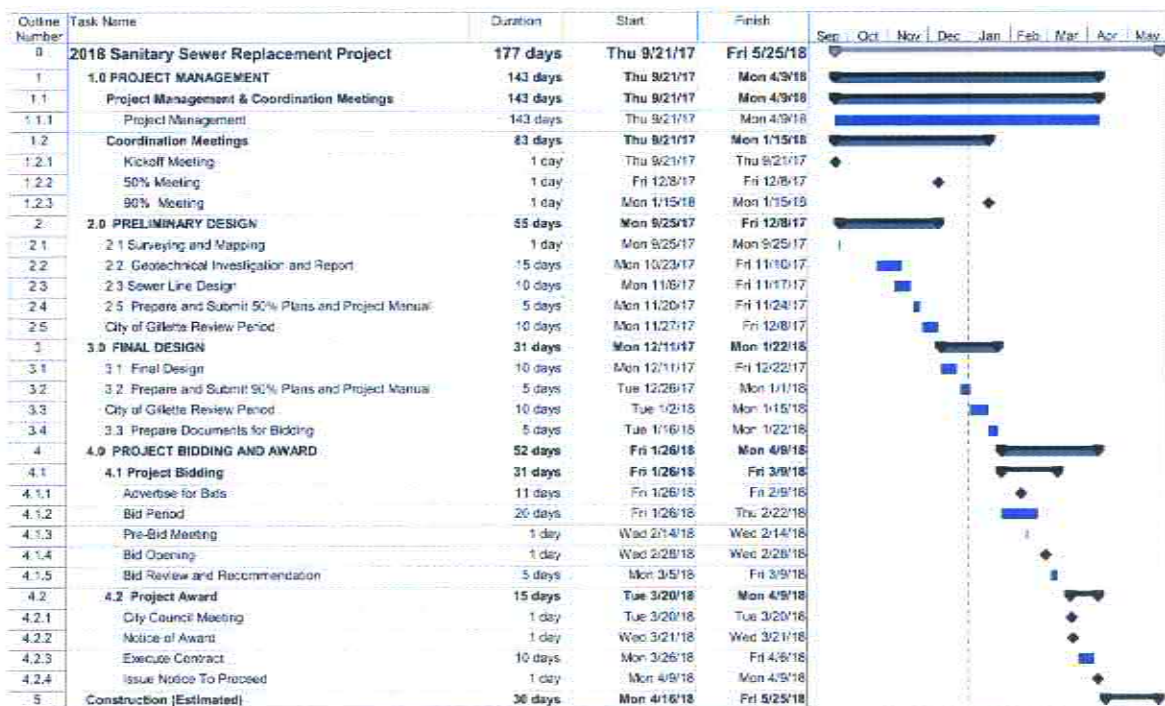 Outline Number Task Name Duration Start Finish Sep Oct Nov Dec Jan Feb Mar Apr May
0 2018 Sanitary Sewer Replacement Project 177 days Thu 9/21/17 Fri 5/25/18
1 1.0 PROJECT MANAGEMENT 143 days Thu 9/21/17 Mon 4/9/18
1.1 Project Management & Coordination Meetings 143 days Thu 9/21/17 Mon 4/9/18
1.1.1 Project Management 143 days Thu 9/21/17 Mon 4/9/18
1.2 Coordination Meetings 83 days Thu 9/21/17 Mon 1/15/18
1.2.1 Kickoff Meeting 1 day Thu 9/21/17 Thu 9/21/17
1.2.2 50% Meeting 1 day Fri 12/8/17 Fri 12/8/17
1.2.3 90% Meeting 1 day Mon 1/15/18 Mon 1/15/18
2 2.0 PRELIMINARY DESIGN 55 days Mon 9/25/17 Fri 12/8/17
2.1 2.1 Surveying and Mapping 1 day Mon 9/25/17 Mon 9/25/17
2.2 2.2 Geotechnical Investigation and Report 15 days Mon 10/23/17 Fri 11/10/17
2.3 2.3 Sewer Line Design 10 days Mon 11/6/17 Fri 11/17/17
2.4 2.5 Prepare and Submit 50% Plans and Project Manual 5 days Mon 11/20/17 Fri 11/24/17
2.5 City of Gillette Review Period 10 days Mon 11/27/17 Fri 12/8/17
3 3.0 FINAL DESIGN 31 days Mon 12/11/17 Mon 1/22/18
3.1 3.1 Final Design 10 days Mon 12/11/17 Fri 12/22/17
3.2 3.2 Prepare and Submit 90% Plans and Project Manual 5 days Tue 12/26/17 Mon 1/1/18
3.3 City of Gillette Review Period 10 days Tue 1/2/18 Mon 1/15/18
3.4 3.3 Prepare Documents for Bidding 5 days Tue 1/16/18 Mon 1/22/18
4 4.0 PROJECT BIDDING AND AWARD 52 days Fri 1/26/18 Mon 4/9/18
4.1 4.1 Project Bidding 31 days Fri 1/26/18 Fri 3/9/18
4.1.1 Advertise for Bids 11 days Fri 1/26/18 Fri 2/9/18
4.1.2 Bid Period 20 days Fri 1/26/18 Thu 2/22/18
4.1.3 Pre-Bid Meeting 1 day Wed 2/14/18 Wed 2/14/18
4.1.4 Bid Opening 1 day Wed 2/28/18 Wed 2/28/18
4.1.5 Bid Review and Recommendation 5 days Mon 3/5/18 Fri 3/9/18
4.2 4.2 Project Award 15 days Tue 3/20/18 Mon 4/9/18
4.2.1 City Council Meeting 1 day Tue 3/20/18 Tue 3/20/18
4.2.2 Notice of Award 1 day Wed 3/21/18 Wed 3/21/18
4.2.3 Execute Contract 10 days Mon 3/26/18 Fri 4/6/18
4.2.4 Issue Notice To Proceed 1 day Mon 4/9/18 Mon 4/9/18
5 Construction (Estimated) 30 days Mon 4/16/18 Fri 5/25/18